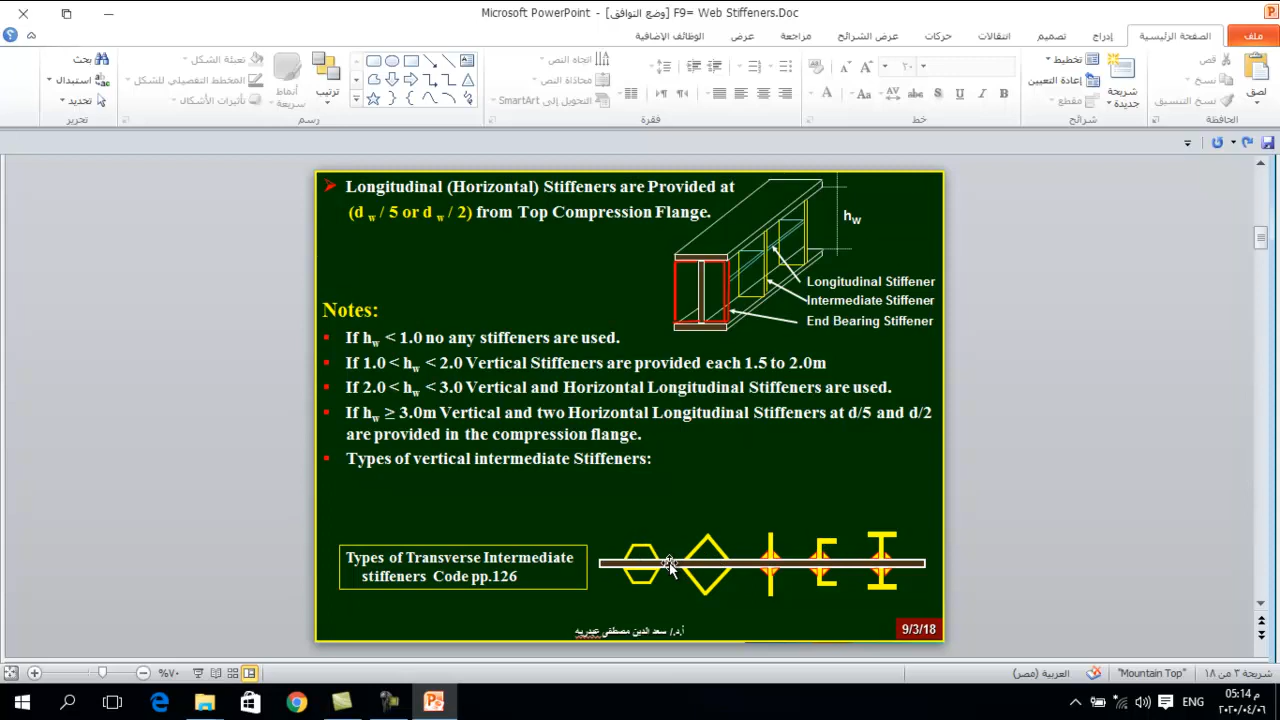 Microsoft PowerPoint - [وضع التوافق] F9= Web Stiffeners.Doc
ملف
الصفحة الرئيسية
إدراج
تصميم
انتقالات
حركات
عرض الشرائح
مراجعة
عرض
الوظائف الإضافية
لصق
قص
نسخ
نسخ التنسيق
الحافظة
شريحة جديدة
تخطيط
إعادة التعيين
مقطع
شرائح
٢٠
خط
اتجاه النص
محاذاة النص
التحويل إلى SmartArt
فقرة
ترتيب
أنماط سريعة
تعبئة الشكل
المخطط التفصيلي للشكل
تأثيرات الأشكال
رسم
بحث
استبدال
تحديد
تحرير
Longitudinal (Horizontal) Stiffeners are Provided at
(d w / 5 or d w / 2) from Top Compression Flange.
hw
Longitudinal Stiffener
Intermediate Stiffener
End Bearing Stiffener
Notes:
If hw < 1.0 no any stiffeners are used.
If 1.0 < hw < 2.0 Vertical Stiffeners are provided each 1.5 to 2.0m
If 2.0 < hw < 3.0 Vertical and Horizontal Longitudinal Stiffeners are used.
If hw ≥ 3.0m Vertical and two Horizontal Longitudinal Stiffeners at d/5 and d/2
are provided in the compression flange.
Types of vertical intermediate Stiffeners:
Types of Transverse Intermediate
stiffeners Code pp.126
أ.د./ سعد الدين مصطفى عيدربه
9/3/18
شريحة ٣ من ١٨
"Mountain Top"
العربية (مصر)
%٧٠
ENG
05:14 م
٢٠٢٠/٠٤/٠٦